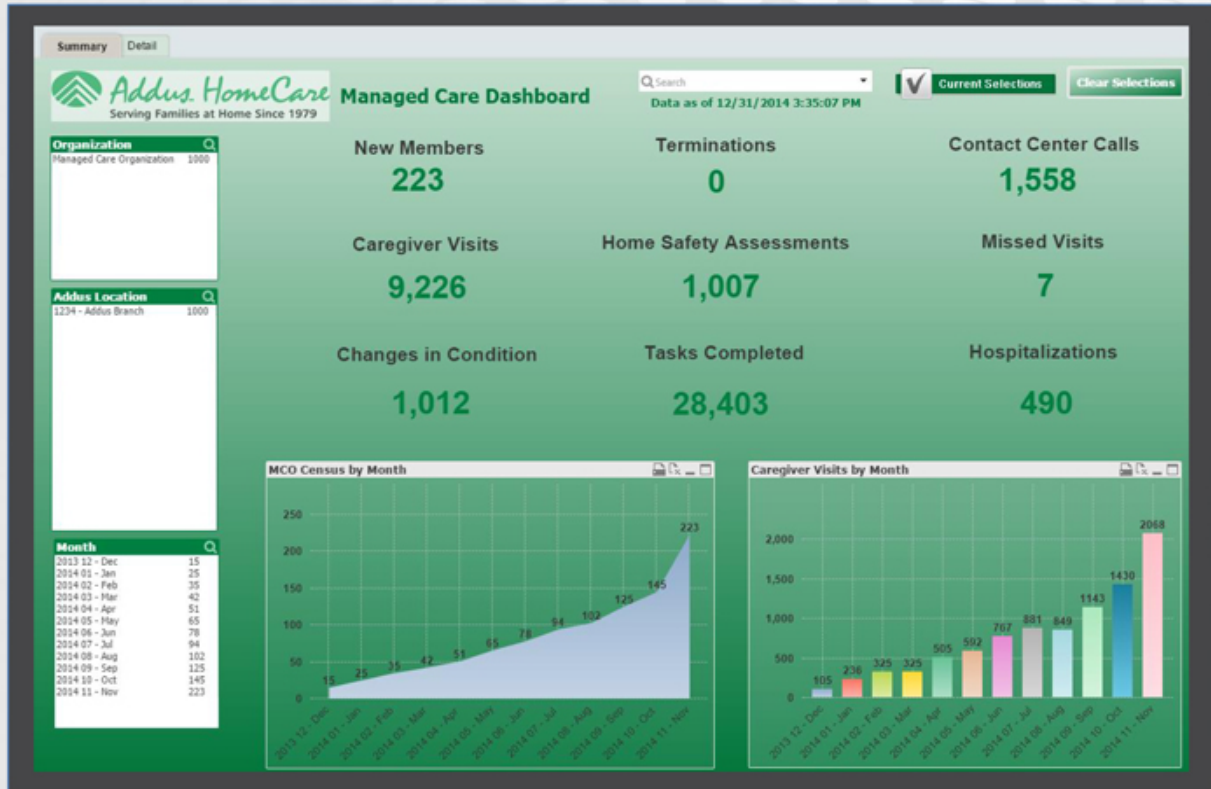 Summary Detail
Addus HomeCare
Serving Families at Home Since 1979
Managed Care Dashboard
Search
Data as of 12/31/2014 3:35:07 PM
Current Selections
Clear Selections
Organization
Managed Care Organization 1000
Addus Location
1234 - Addus Branch 1000
Month
2013 12 - Dec 15
2014 01 - Jan 25
2014 02 - Feb 35
2014 03 - Mar 42
2014 04 - Apr 51
2014 05 - May 65
2014 06 - Jun 78
2014 07 - Jul 94
2014 08 - Aug 102
2014 09 - Sep 125
2014 10 - Oct 145
2014 11 - Nov 223
New Members
223
Terminations
0
Contact Center Calls
1,558
Caregiver Visits
9,226
Home Safety Assessments
1,007
Missed Visits
7
Changes in Condition
1,012
Tasks Completed
28,403
Hospitalizations
490
MCO Census by Month
250
200
150
100
50
0
15
25
35
42
51
65
78
94
102
125
145
223
2013 12 - Dec
2014 01 - Jan
2014 02 - Feb
2014 03 - Mar
2014 04 - Apr
2014 05 - May
2014 06 - Jun
2014 07 - Jul
2014 08 - Aug
2014 09 - Sep
2014 10 - Oct
2014 11 - Nov
Caregiver Visits by Month
2,000
1,500
1,000
500
0
105
236
325
325
505
592
767
881
849
1143
1430
2068
2013 12 - Dec
2014 01 - Jan
2014 02 - Feb
2014 03 - Mar
2014 04 - Apr
2014 05 - May
2014 06 - Jun
2014 07 - Jul
2014 08 - Aug
2014 09 - Sep
2014 10 - Oct
2014 11 - Nov